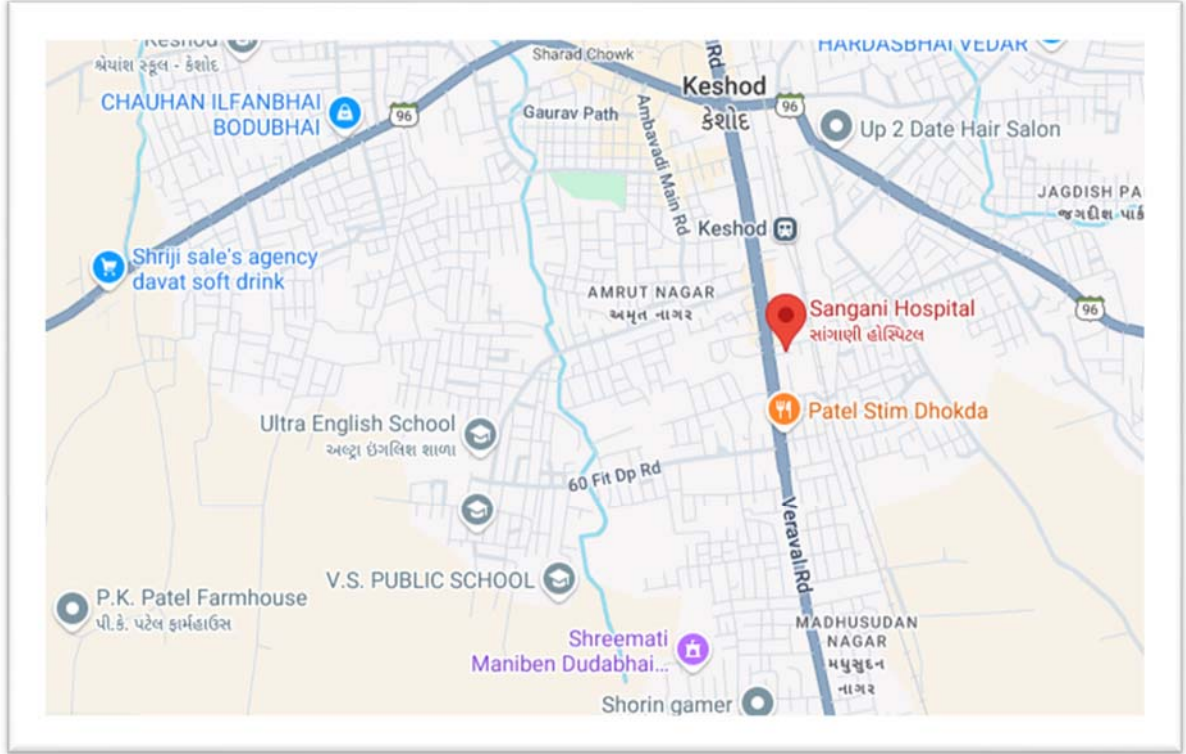 Keshod
શ્રેયાંશ સ્કૂલ - કેશોદ
Sharad Chowk
Rd
HARDASBHAI VEDAR
Keshod
કેશોદ
CHAUHAN ILFANBHAI
BODUBHAI
96
Gaurav Path
Ambavadi Main Rd
96
Up 2 Date Hair Salon
JAGDISH PA
જગદીશ પાર્ક
Keshod
Shriji sale's agency
davat soft drink
AMRUT NAGAR
અમૃત નાગર
Sangani Hospital
સાંગાણી હોસ્પિટલ
96
Patel Stim Dhokda
Ultra English School
અલ્ટ્રા ઇંગલિશ શાળા
60 Fit Dp Rd
Veraval Rd
V.S. PUBLIC SCHOOL
P.K. Patel Farmhouse
પી.કે. પટેલ ફાર્મહાઉસ
MADHUSUDAN
NAGAR
મધુસુદન
નાગર
Shreemati
Maniben Dudabhai...
Shorin gamer